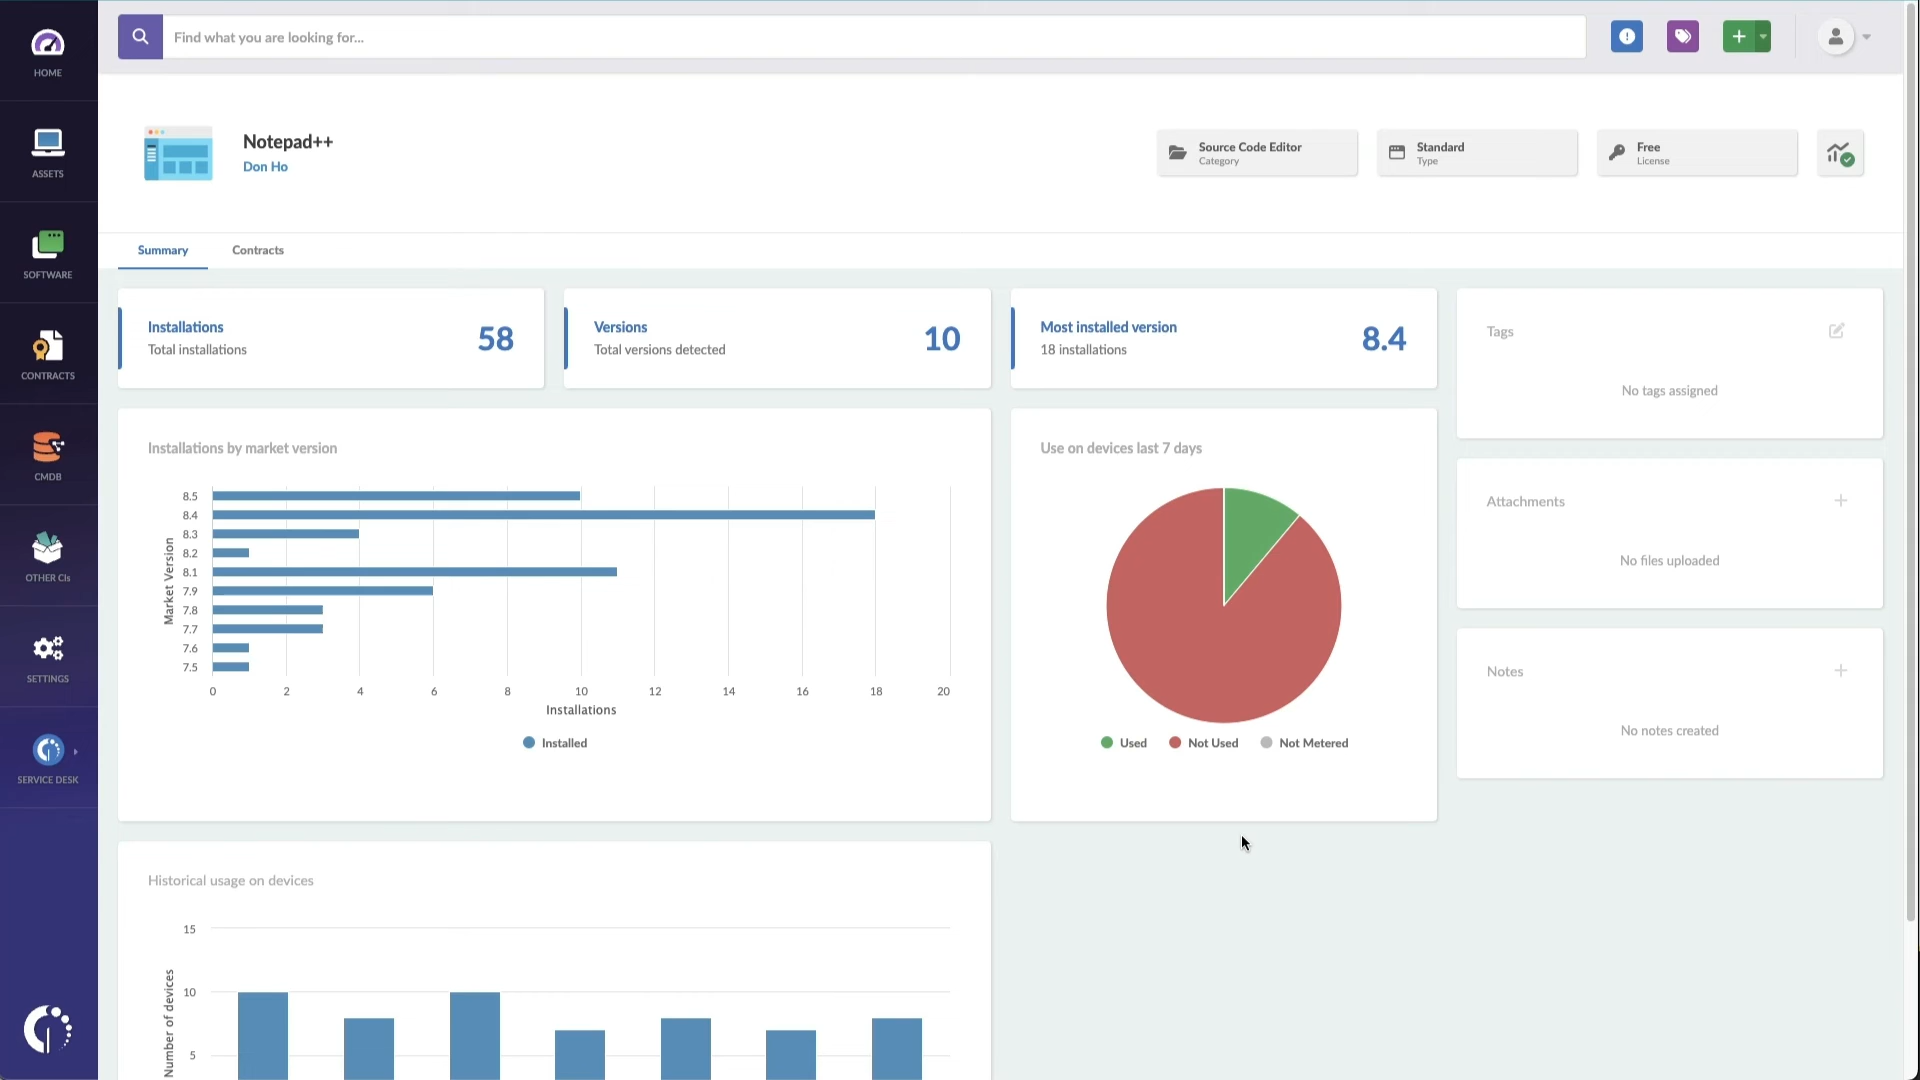 Find what you are looking for...
HOME
ASSETS
SOFTWARE
CONTRACTS
CMDB
OTHER CIs
SETTINGS
SERVICE DESK
Notepad++
Don Ho
Source Code Editor
Category
Standard
Type
Free
License
Summary
Contracts
Installations
Total installations
58
Versions
Total versions detected
10
Most installed version
18 installations
8.4
Tags
No tags assigned
Installations by market version
Market Version
8.5
8.4
8.3
8.2
8.1
7.9
7.8
7.7
7.6
7.5
0 2 4 6 8 10 12 14 16 18 20
Installations
Installed
Use on devices last 7 days
Used Not Used Not Metered
Attachments
No files uploaded
Notes
No notes created
Historical usage on devices
Number of devices
15
10
5